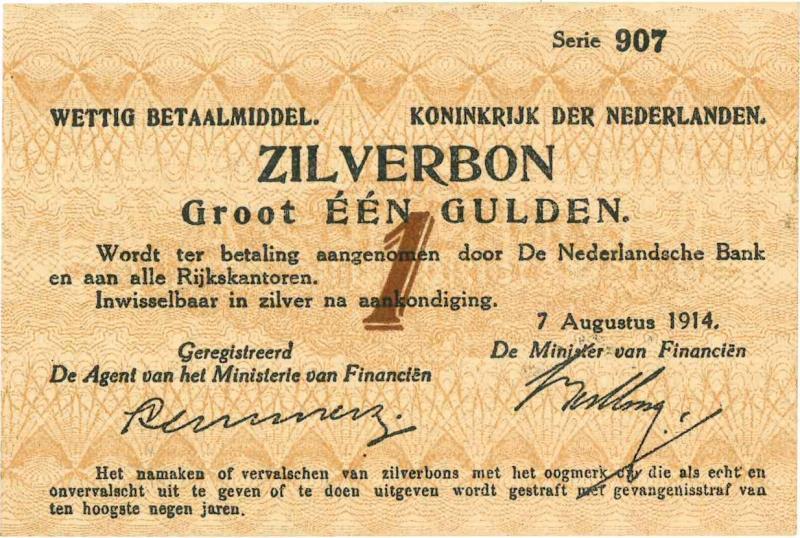 Serie 907
WETTIG BETAALMIDDEL. KONINKRIJK DER NEDERLANDEN.
ZILVERBON
Groot ÉÉN GULDEN.
1
Wordt ter betaling aangenomen door De Nederlandsche Bank
en aan alle Rijkskantoren.
Inwisselbaar in zilver na aankondiging.
7 Augustus 1914.
Geregistreerd
De Agent van het Ministerie van Financiën
De Minister van Financiën
Het namaken of vervalschen van zilverbons met het oogmerk om die als echt en
onvervalscht uit te geven of te doen uitgeven wordt gestraft met gevangenisstraf van
ten hoogste negen jaren.